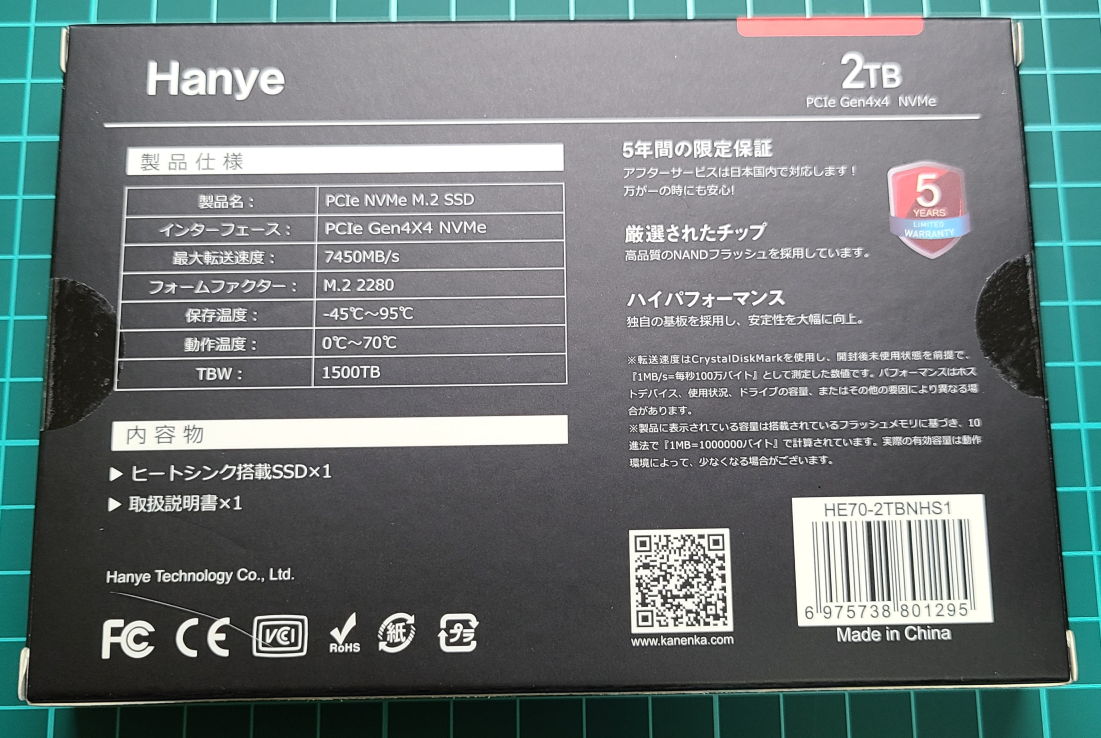 Hanye
2TB
PCIe Gen4x4 NVMe
製品仕様
製品名： PCIe NVMe M.2 SSD
インターフェース： PCIe Gen4X4 NVMe
最大転送速度： 7450MB/s
フォームファクター： M.2 2280
保存温度： -45℃～95℃
動作温度： 0℃～70℃
TBW： 1500TB
内容物
▶ ヒートシンク搭載SSD×1
▶ 取扱説明書×1
Hanye Technology Co., Ltd.
FC CE VCCI RoHS 紙 プラ
5年間の限定保証
アフターサービスは日本国内で対応します！
万が一の時にも安心!
5
YEARS
LIMITED
WARRANTY
厳選されたチップ
高品質のNANDフラッシュを採用しています。
ハイパフォーマンス
独自の基板を採用し、安定性を大幅に向上。
※転送速度はCrystalDiskMarkを使用し、開封後未使用状態を前提で、
『1MB/s=毎秒100万バイト』として測定した数値です。パフォーマンスはホス
トデバイス、使用状況、ドライブの容量、またはその他の要因により異なる場
合があります。
※製品に表示されている容量は搭載されているフラッシュメモリに基づき、10
進法で『1MB=1000000バイト』で計算されています。実際の有効容量は動作
環境によって、少なくなる場合がございます。
www.kanenka.com
HE70-2TBNHS1
6 975738 801295
Made in China